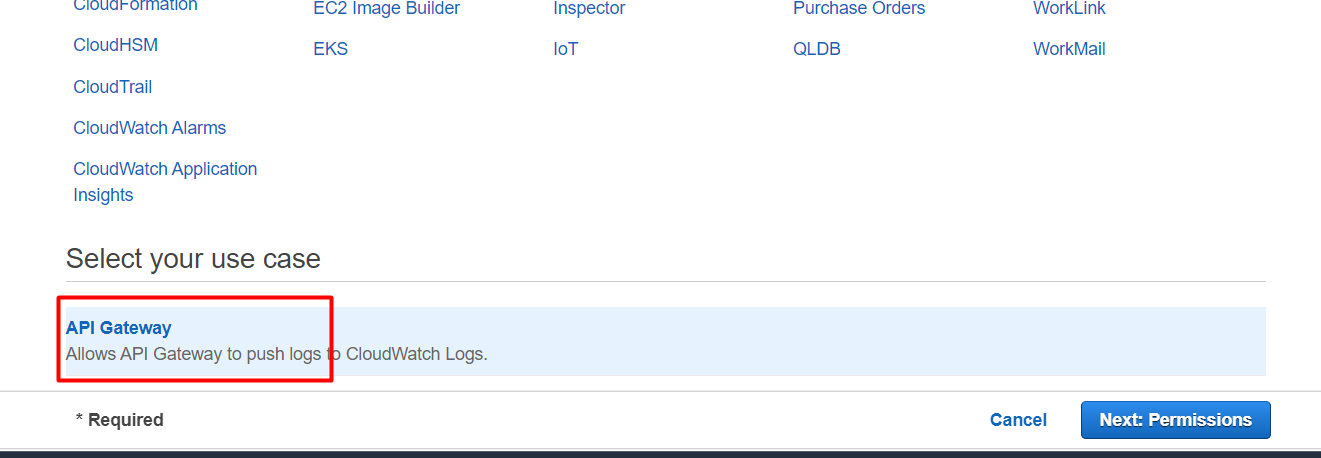 CloudFormation
EC2 Image Builder
Inspector
Purchase Orders
WorkLink
CloudHSM
EKS
IoT
QLDB
WorkMail
CloudTrail
CloudWatch Alarms
CloudWatch Application
Insights
Select your use case
API Gateway
Allows API Gateway to push logs to CloudWatch Logs.
* Required
Cancel
Next: Permissions